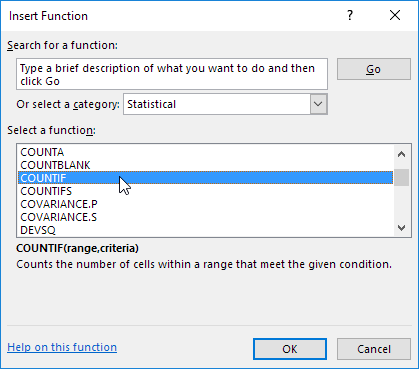 Insert Function
? ×
Search for a function:
Type a brief description of what you want to do and then
click Go
Go
Or select a category: Statistical
Select a function:
COUNTA
COUNTBLANK
COUNTIF
COUNTIFS
COVARIANCE.P
COVARIANCE.S
DEVSQ
COUNTIF(range,criteria)
Counts the number of cells within a range that meet the given condition.
Help on this function
OK
Cancel